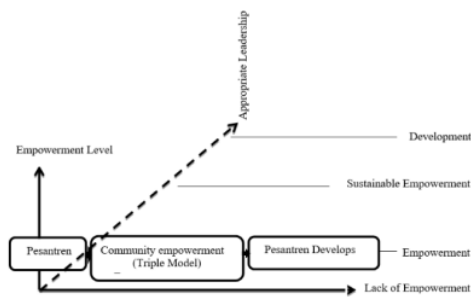 Appropriate Leadership
Development
Empowerment Level
Sustainable Empowerment
Pesantren
Community empowerment
(Triple Model)
Pesantren Develops
Empowerment
Lack of Empowerment